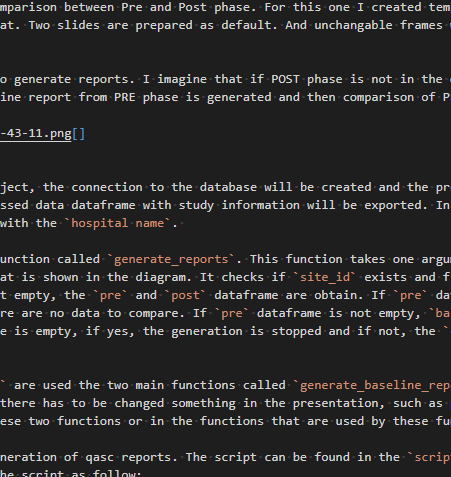 mparison between Pre and Post phase. For this one I created tem
at. Two slides are prepared as default. And unchangable frames
o generate reports. I imagine that if POST phase is not in the
ine report from PRE phase is generated and then comparison of P
-43-11.png[]
ject, the connection to the database will be created and the pr
ssed data dataframe with study information will be exported. In
with the `hospital name`.
unction called `generate_reports`. This function takes one argu
at is shown in the diagram. It checks if `site_id` exists and f
t empty, the `pre` and `post` dataframe are obtain. If `pre` da
re are no data to compare. If `pre` dataframe is not empty, `ba
e is empty, if yes, the generation is stopped and if not, the `
` are used the two main functions called `generate_baseline_rep
there has to be changed something in the presentation, such as
ese two functions or in the functions that are used by these fu
neration of qasc reports. The script can be found in the `scrip
he script as follow: